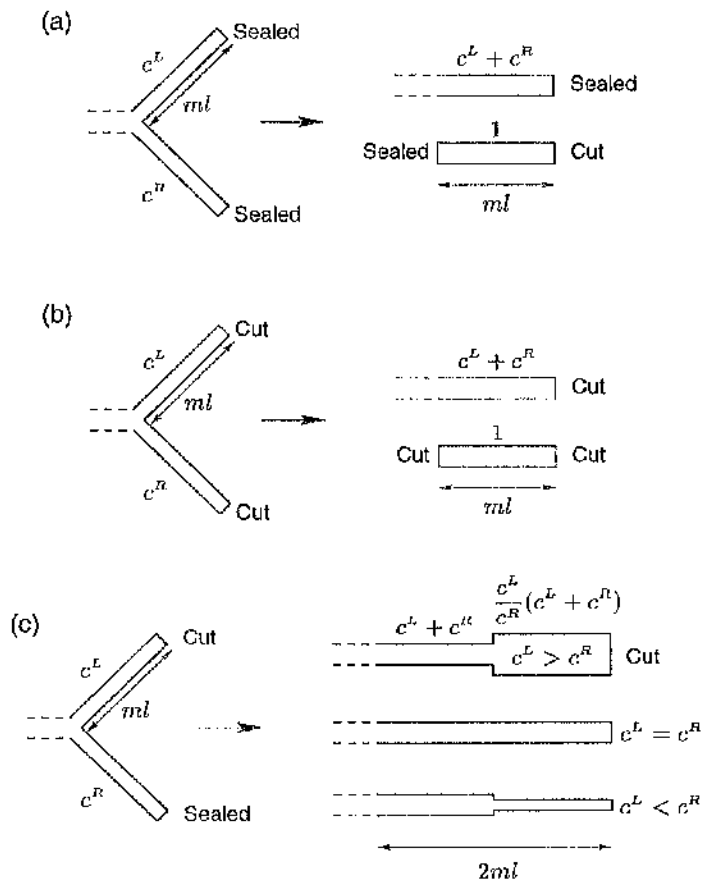 (a)
Sealed
c^L
ml
c^R
Sealed
c^L + c^R
Sealed
1
Sealed
Cut
ml
(b)
Cut
c^L
ml
c^R
Cut
c^L + c^R
Cut
1
Cut
Cut
ml
(c)
Cut
c^L
ml
c^R
Sealed
c^L + c^R
c^L/c^R (c^L + c^R)
c^L > c^R
Cut
c^L = c^R
c^L < c^R
2ml